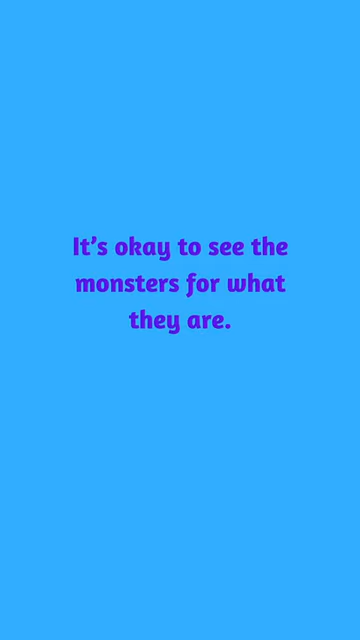 It’s okay to see the
monsters for what
they are.